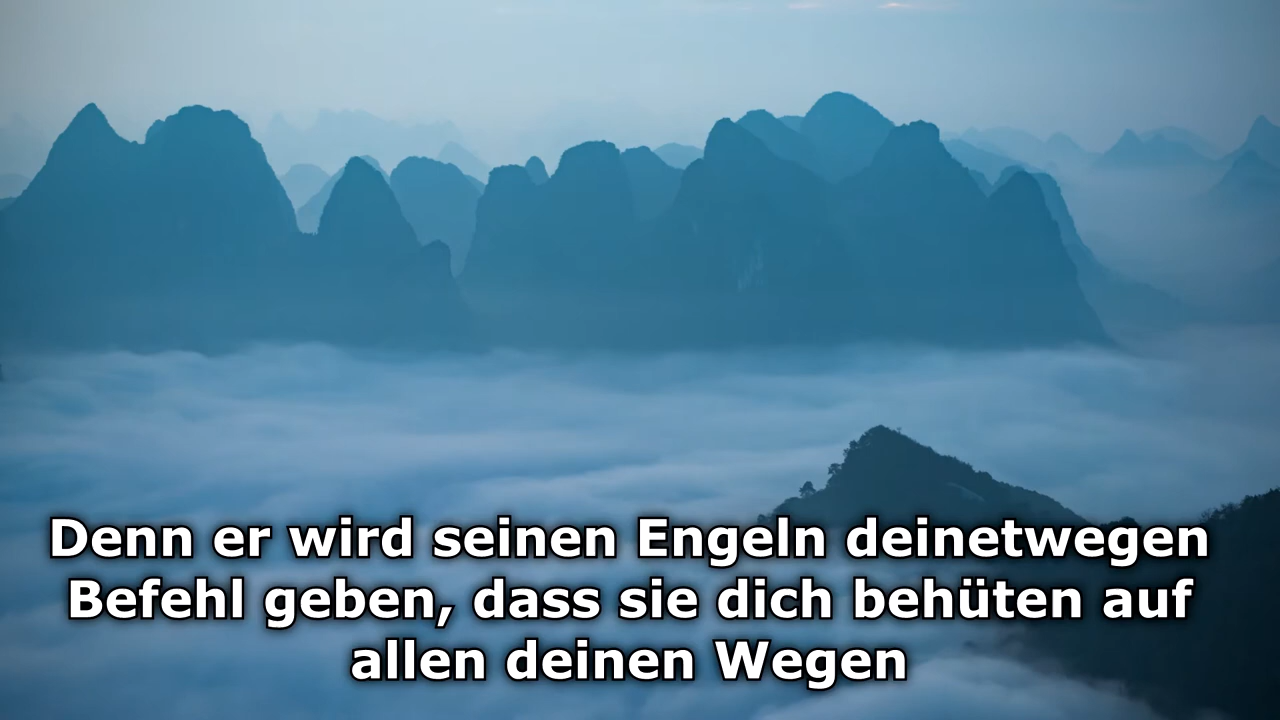 Denn er wird seinen Engeln deinetwegen
Befehl geben, dass sie dich behüten auf
allen deinen Wegen